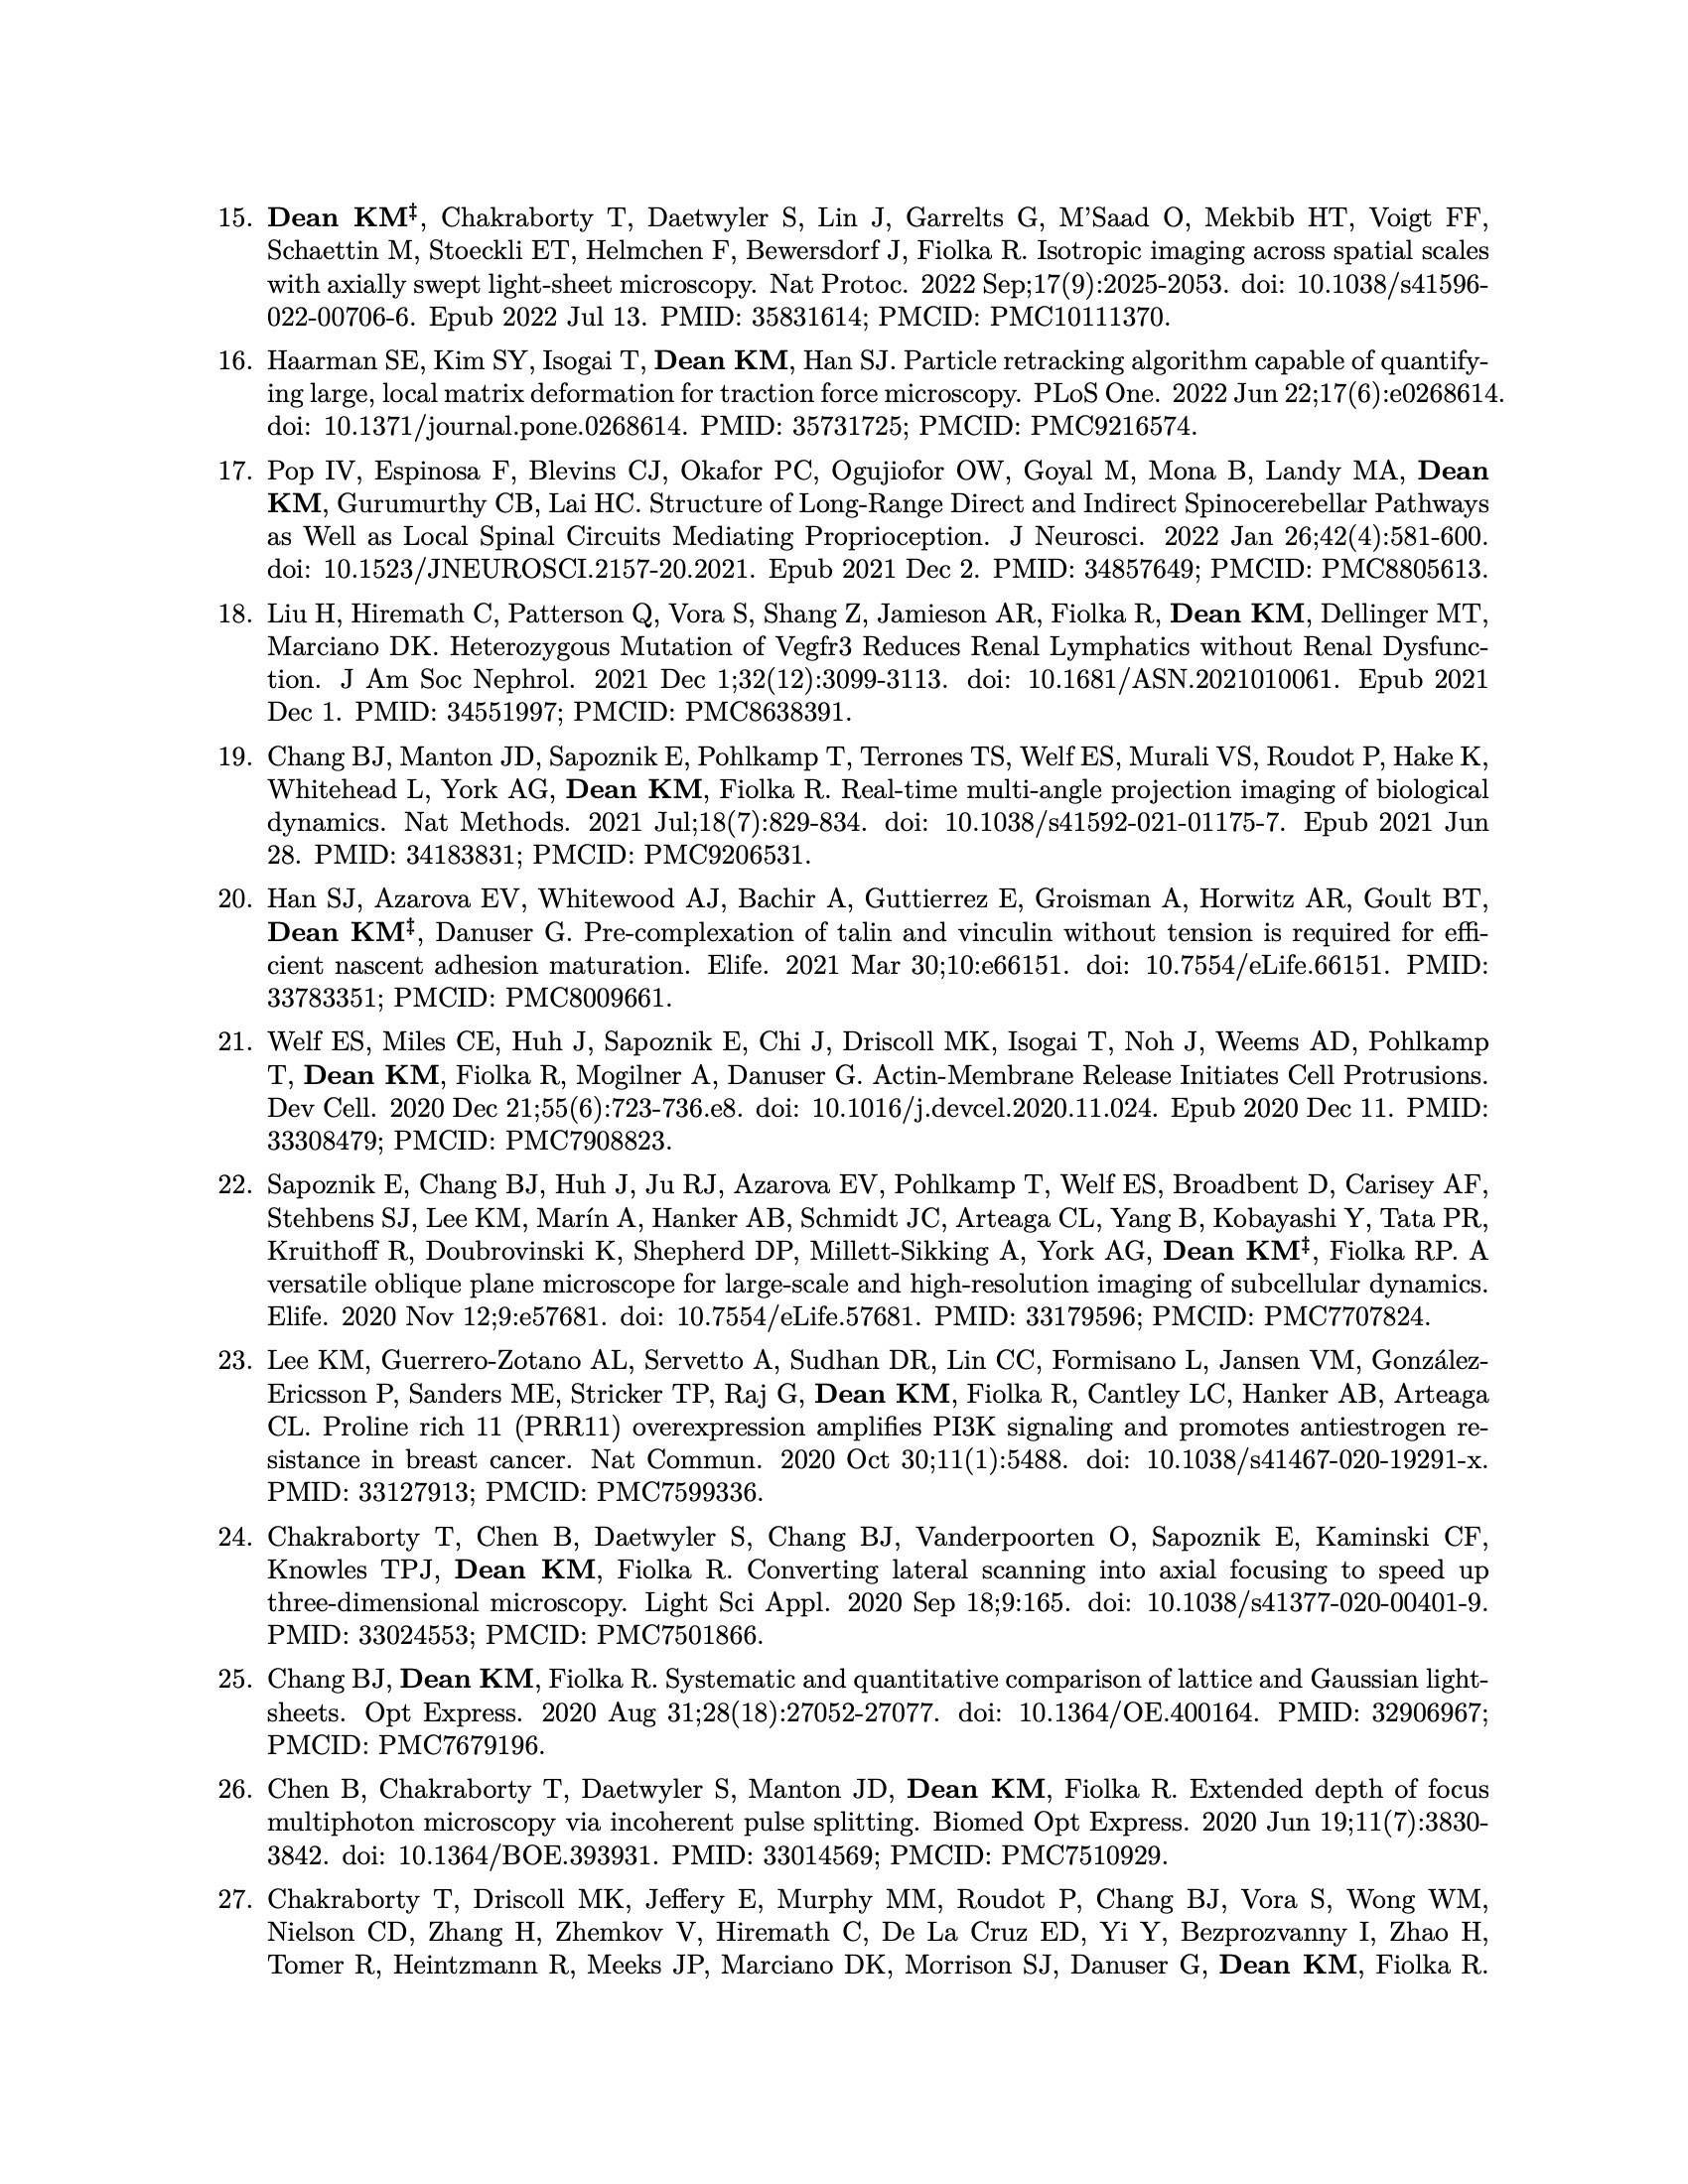 15. Dean KM‡, Chakraborty T, Daetwyler S, Lin J, Garrelts G, M’Saad O, Mekbib HT, Voigt FF,
Schaettin M, Stoeckli ET, Helmchen F, Bewersdorf J, Fiolka R. Isotropic imaging across spatial scales
with axially swept light-sheet microscopy. Nat Protoc. 2022 Sep;17(9):2025-2053. doi: 10.1038/s41596-
022-00706-6. Epub 2022 Jul 13. PMID: 35831614; PMCID: PMC10111370.
16. Haarman SE, Kim SY, Isogai T, Dean KM, Han SJ. Particle retracking algorithm capable of quantify-
ing large, local matrix deformation for traction force microscopy. PLoS One. 2022 Jun 22;17(6):e0268614.
doi: 10.1371/journal.pone.0268614. PMID: 35731725; PMCID: PMC9216574.
17. Pop IV, Espinosa F, Blevins CJ, Okafor PC, Ogujiofor OW, Goyal M, Mona B, Landy MA, Dean
KM, Gurumurthy CB, Lai HC. Structure of Long-Range Direct and Indirect Spinocerebellar Pathways
as Well as Local Spinal Circuits Mediating Proprioception. J Neurosci. 2022 Jan 26;42(4):581-600.
doi: 10.1523/JNEUROSCI.2157-20.2021. Epub 2021 Dec 2. PMID: 34857649; PMCID: PMC8805613.
18. Liu H, Hiremath C, Patterson Q, Vora S, Shang Z, Jamieson AR, Fiolka R, Dean KM, Dellinger MT,
Marciano DK. Heterozygous Mutation of Vegfr3 Reduces Renal Lymphatics without Renal Dysfunc-
tion. J Am Soc Nephrol. 2021 Dec 1;32(12):3099-3113. doi: 10.1681/ASN.2021010061. Epub 2021
Dec 1. PMID: 34551997; PMCID: PMC8638391.
19. Chang BJ, Manton JD, Sapoznik E, Pohlkamp T, Terrones TS, Welf ES, Murali VS, Roudot P, Hake K,
Whitehead L, York AG, Dean KM, Fiolka R. Real-time multi-angle projection imaging of biological
dynamics. Nat Methods. 2021 Jul;18(7):829-834. doi: 10.1038/s41592-021-01175-7. Epub 2021 Jun
28. PMID: 34183831; PMCID: PMC9206531.
20. Han SJ, Azarova EV, Whitewood AJ, Bachir A, Guttierrez E, Groisman A, Horwitz AR, Goult BT,
Dean KM‡, Danuser G. Pre-complexation of talin and vinculin without tension is required for effi-
cient nascent adhesion maturation. Elife. 2021 Mar 30;10:e66151. doi: 10.7554/eLife.66151. PMID:
33783351; PMCID: PMC8009661.
21. Welf ES, Miles CE, Huh J, Sapoznik E, Chi J, Driscoll MK, Isogai T, Noh J, Weems AD, Pohlkamp
T, Dean KM, Fiolka R, Mogilner A, Danuser G. Actin-Membrane Release Initiates Cell Protrusions.
Dev Cell. 2020 Dec 21;55(6):723-736.e8. doi: 10.1016/j.devcel.2020.11.024. Epub 2020 Dec 11. PMID:
33308479; PMCID: PMC7908823.
22. Sapoznik E, Chang BJ, Huh J, Ju RJ, Azarova EV, Pohlkamp T, Welf ES, Broadbent D, Carisey AF,
Stehbens SJ, Lee KM, Marín A, Hanker AB, Schmidt JC, Arteaga CL, Yang B, Kobayashi Y, Tata PR,
Kruithoff R, Doubrovinski K, Shepherd DP, Millett-Sikking A, York AG, Dean KM‡, Fiolka RP. A
versatile oblique plane microscope for large-scale and high-resolution imaging of subcellular dynamics.
Elife. 2020 Nov 12;9:e57681. doi: 10.7554/eLife.57681. PMID: 33179596; PMCID: PMC7707824.
23. Lee KM, Guerrero-Zotano AL, Servetto A, Sudhan DR, Lin CC, Formisano L, Jansen VM, González-
Ericsson P, Sanders ME, Stricker TP, Raj G, Dean KM, Fiolka R, Cantley LC, Hanker AB, Arteaga
CL. Proline rich 11 (PRR11) overexpression amplifies PI3K signaling and promotes antiestrogen re-
sistance in breast cancer. Nat Commun. 2020 Oct 30;11(1):5488. doi: 10.1038/s41467-020-19291-x.
PMID: 33127913; PMCID: PMC7599336.
24. Chakraborty T, Chen B, Daetwyler S, Chang BJ, Vanderpoorten O, Sapoznik E, Kaminski CF,
Knowles TPJ, Dean KM, Fiolka R. Converting lateral scanning into axial focusing to speed up
three-dimensional microscopy. Light Sci Appl. 2020 Sep 18;9:165. doi: 10.1038/s41377-020-00401-9.
PMID: 33024553; PMCID: PMC7501866.
25. Chang BJ, Dean KM, Fiolka R. Systematic and quantitative comparison of lattice and Gaussian light-
sheets. Opt Express. 2020 Aug 31;28(18):27052-27077. doi: 10.1364/OE.400164. PMID: 32906967;
PMCID: PMC7679196.
26. Chen B, Chakraborty T, Daetwyler S, Manton JD, Dean KM, Fiolka R. Extended depth of focus
multiphoton microscopy via incoherent pulse splitting. Biomed Opt Express. 2020 Jun 19;11(7):3830-
3842. doi: 10.1364/BOE.393931. PMID: 33014569; PMCID: PMC7510929.
27. Chakraborty T, Driscoll MK, Jeffery E, Murphy MM, Roudot P, Chang BJ, Vora S, Wong WM,
Nielson CD, Zhang H, Zhemkov V, Hiremath C, De La Cruz ED, Yi Y, Bezprozvanny I, Zhao H,
Tomer R, Heintzmann R, Meeks JP, Marciano DK, Morrison SJ, Danuser G, Dean KM, Fiolka R.